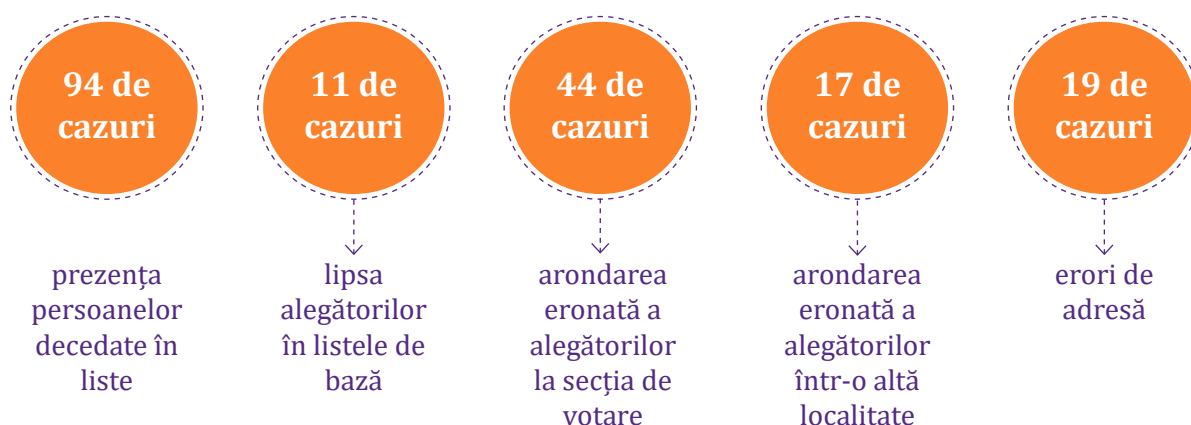 94 de
cazuri
prezența
persoanelor
decedate în
liste
11 de
cazuri
lipsa
alegătorilor
în listele de
bază
44 de
cazuri
arondarea
eronată a
alegătorilor
la secția de
votare
17 de
cazuri
arondarea
eronată a
alegătorilor
într-o altă
localitate
19 de
cazuri
erori de
adresă